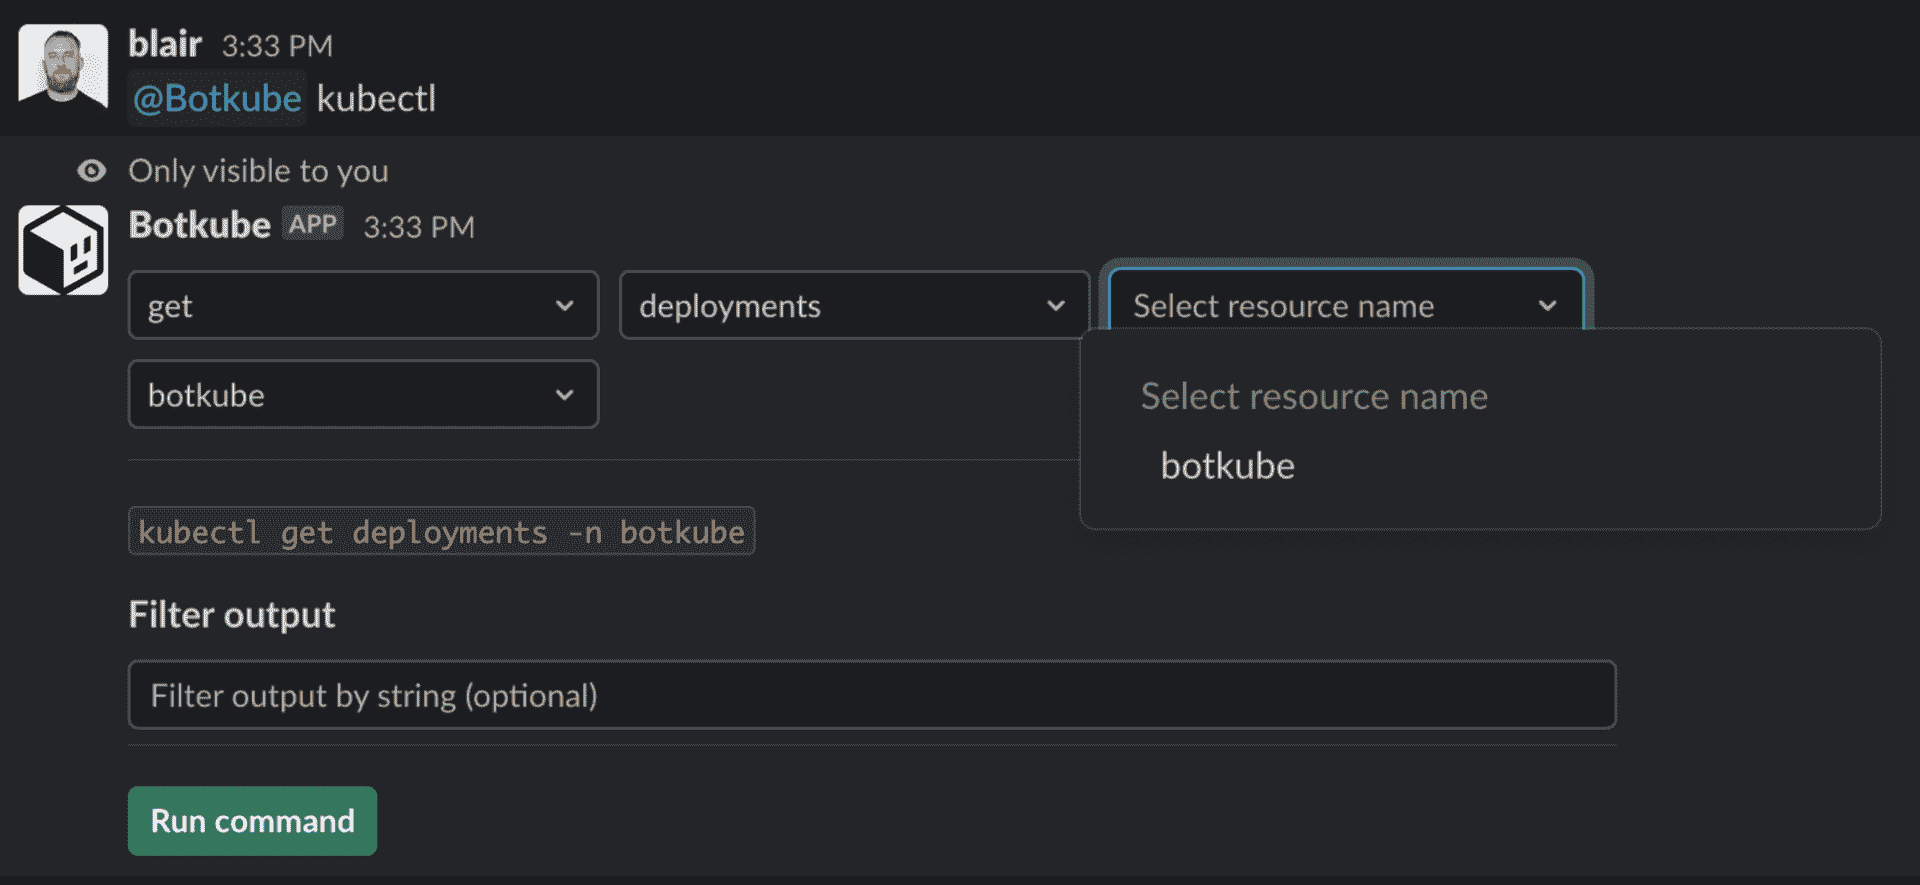 blair 3:33 PM
@Botkube kubectl
Only visible to you
Botkube APP 3:33 PM
get deployments Select resource name
botkube
Select resource name
botkube
kubectl get deployments -n botkube
Filter output
Filter output by string (optional)
Run command